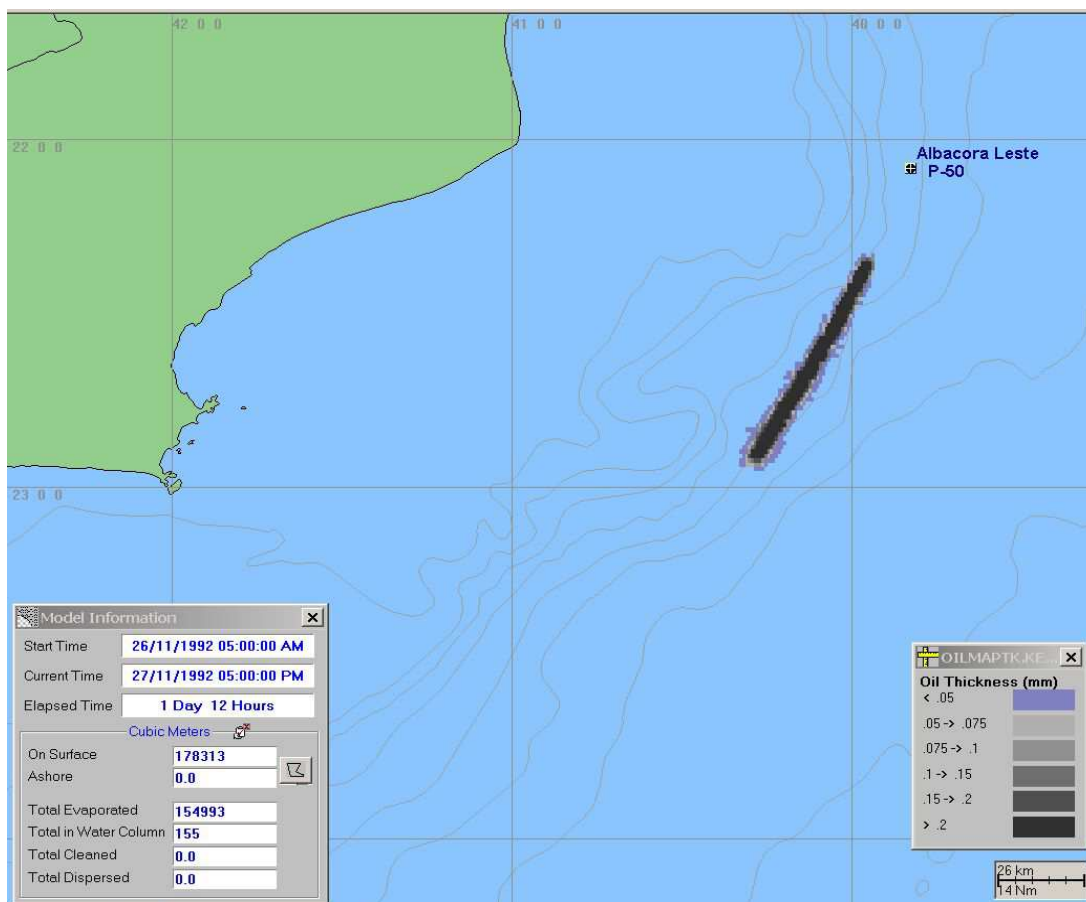 42 0 0
41 0 0
40 0 0
22 0 0
Albacora Leste
P-50
23 0 0
Model Information
Start Time 26/11/1992 05:00:00 AM
Current Time 27/11/1992 05:00:00 PM
Elapsed Time 1 Day 12 Hours
Cubic Meters
On Surface 178313
Ashore 0.0
Total Evaporated 154993
Total in Water Column 155
Total Cleaned 0.0
Total Dispersed 0.0
OILMAPTK.KE...
Oil Thickness (mm)
< .05
.05 -> .075
.075 -> .1
.1 -> .15
.15 -> .2
> .2
26 km
14 Nm